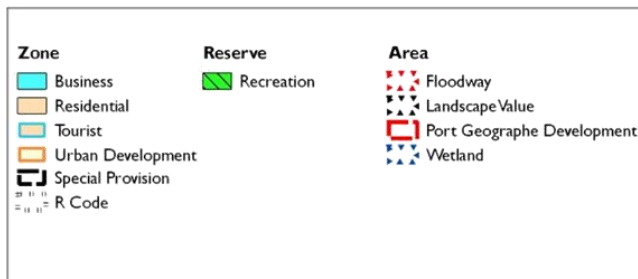 Zone
Business
Residential
Tourist
Urban Development
Special Provision
R Code
Reserve
Recreation
Area
Floodway
Landscape Value
Port Geographe Development
Wetland